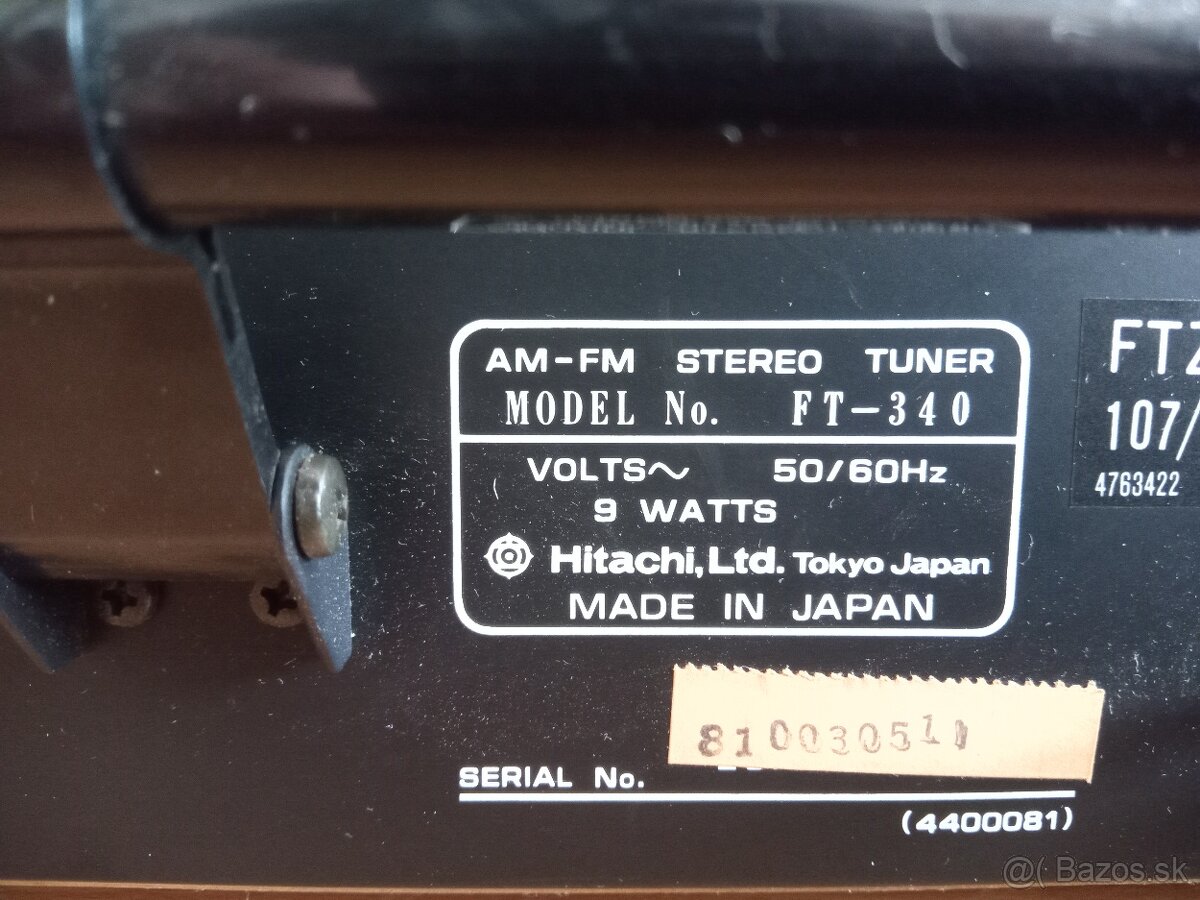 AM-FM STEREO TUNER
MODEL No. FT-340
VOLTS~ 50/60Hz
9 WATTS
Hitachi, Ltd. Tokyo Japan
MADE IN JAPAN
FTZ
107/
4763422
SERIAL No.
(4400081)
@( Bazos.sk